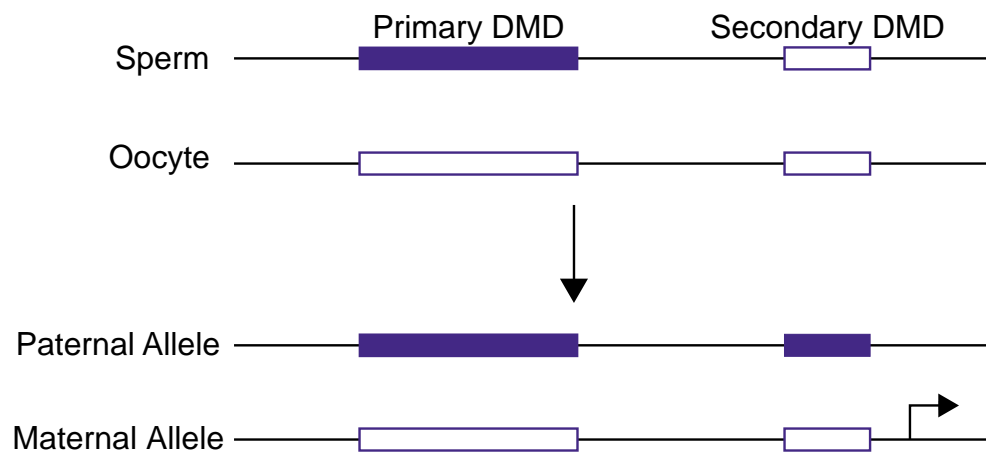 Primary DMD
Secondary DMD
Sperm
Oocyte
Paternal Allele
Maternal Allele